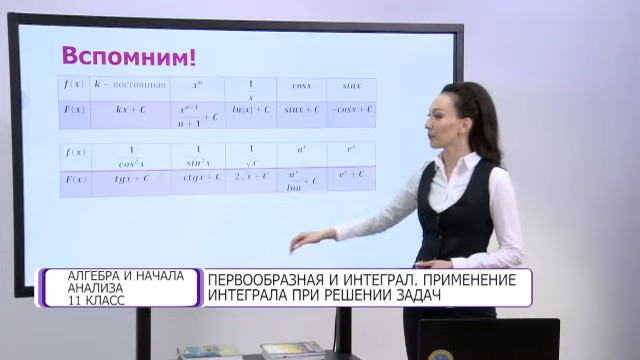 Вспомним!
f(x) k − постоянная xⁿ 1/x cosx sinx
F(x) kx + C xⁿ⁺¹/(n + 1) + C ln|x| + C sinx + C −cosx + C
f(x) 1/cos²x 1/sin²x 1/√x aˣ eˣ
F(x) tgx + C −ctgx + C 2√x + C aˣ/lna + C eˣ + C
АЛГЕБРА И НАЧАЛА
АНАЛИЗА
11 КЛАСС
ПЕРВООБРАЗНАЯ И ИНТЕГРАЛ. ПРИМЕНЕНИЕ
ИНТЕГРАЛА ПРИ РЕШЕНИИ ЗАДАЧ